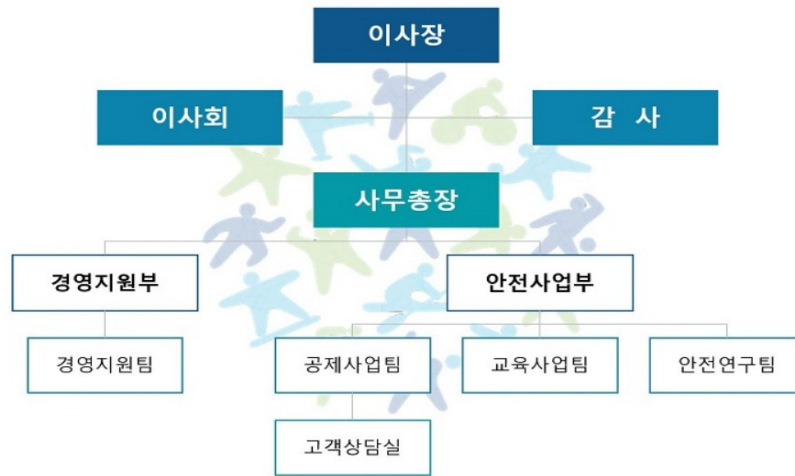 이사장
이사회
감 사
사무총장
경영지원부
안전사업부
경영지원팀
공제사업팀
교육사업팀
안전연구팀
고객상담실